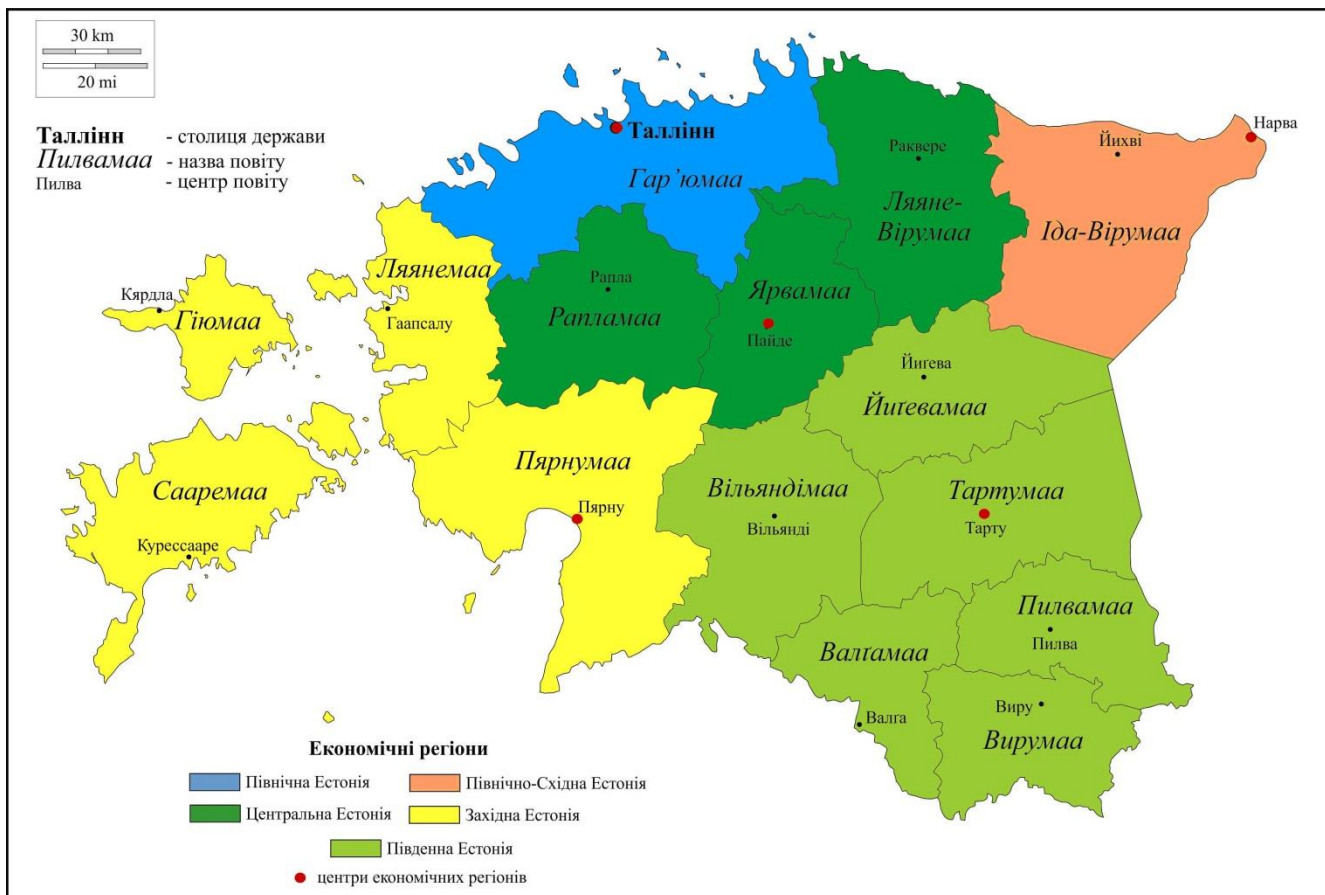 30 km
20 mi
Таллінн - столиця держави
Пилвамаа - назва повіту
Пилва - центр повіту
Таллінн
Гар’юмаа
Раквере
Ляяне-
Вірумаа
Йихві
Нарва
Іда-Вірумаа
Ляянемаа
Гаапсалу
Кярдла
Гіюмаа
Рапла
Рапламаа
Ярвамаа
Пайде
Йигева
Йиґевамаа
Сааремаа
Курессааре
Пярнумаа
Пярну
Вільяндімаа
Вільянді
Тартумаа
Тарту
Пилвамаа
Пилва
Валґамаа
Валґа
Виру
Вирумаа
Економічні регіони
Північна Естонія
Північно-Східна Естонія
Центральна Естонія
Західна Естонія
Південна Естонія
центри економічних регіонів